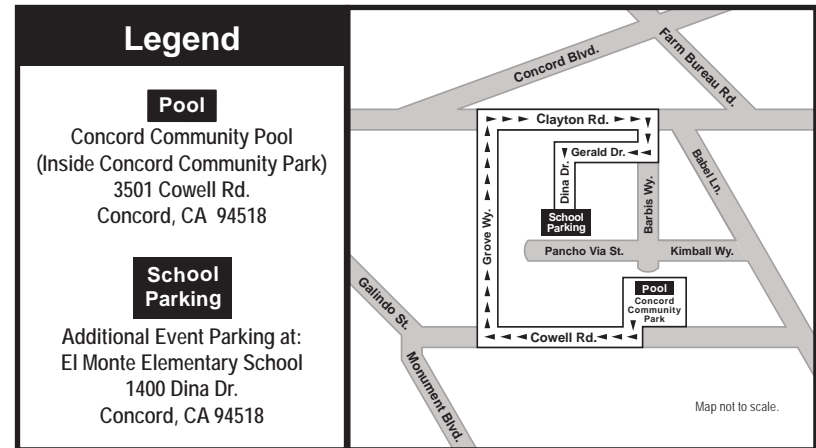 Legend
Pool
Concord Community Pool
(Inside Concord Community Park)
3501 Cowell Rd.
Concord, CA 94518
School
Parking
Additional Event Parking at:
El Monte Elementary School
1400 Dina Dr.
Concord, CA 94518
Concord Blvd.
Farm Bureau Rd.
Clayton Rd.
Gerald Dr.
Dina Dr.
Babel Ln.
Barbis Wy.
School
Parking
Grove Wy.
Pancho Via St.
Kimball Wy.
Galindo St.
Pool
Concord
Community
Park
Cowell Rd.
Monument Blvd.
Map not to scale.